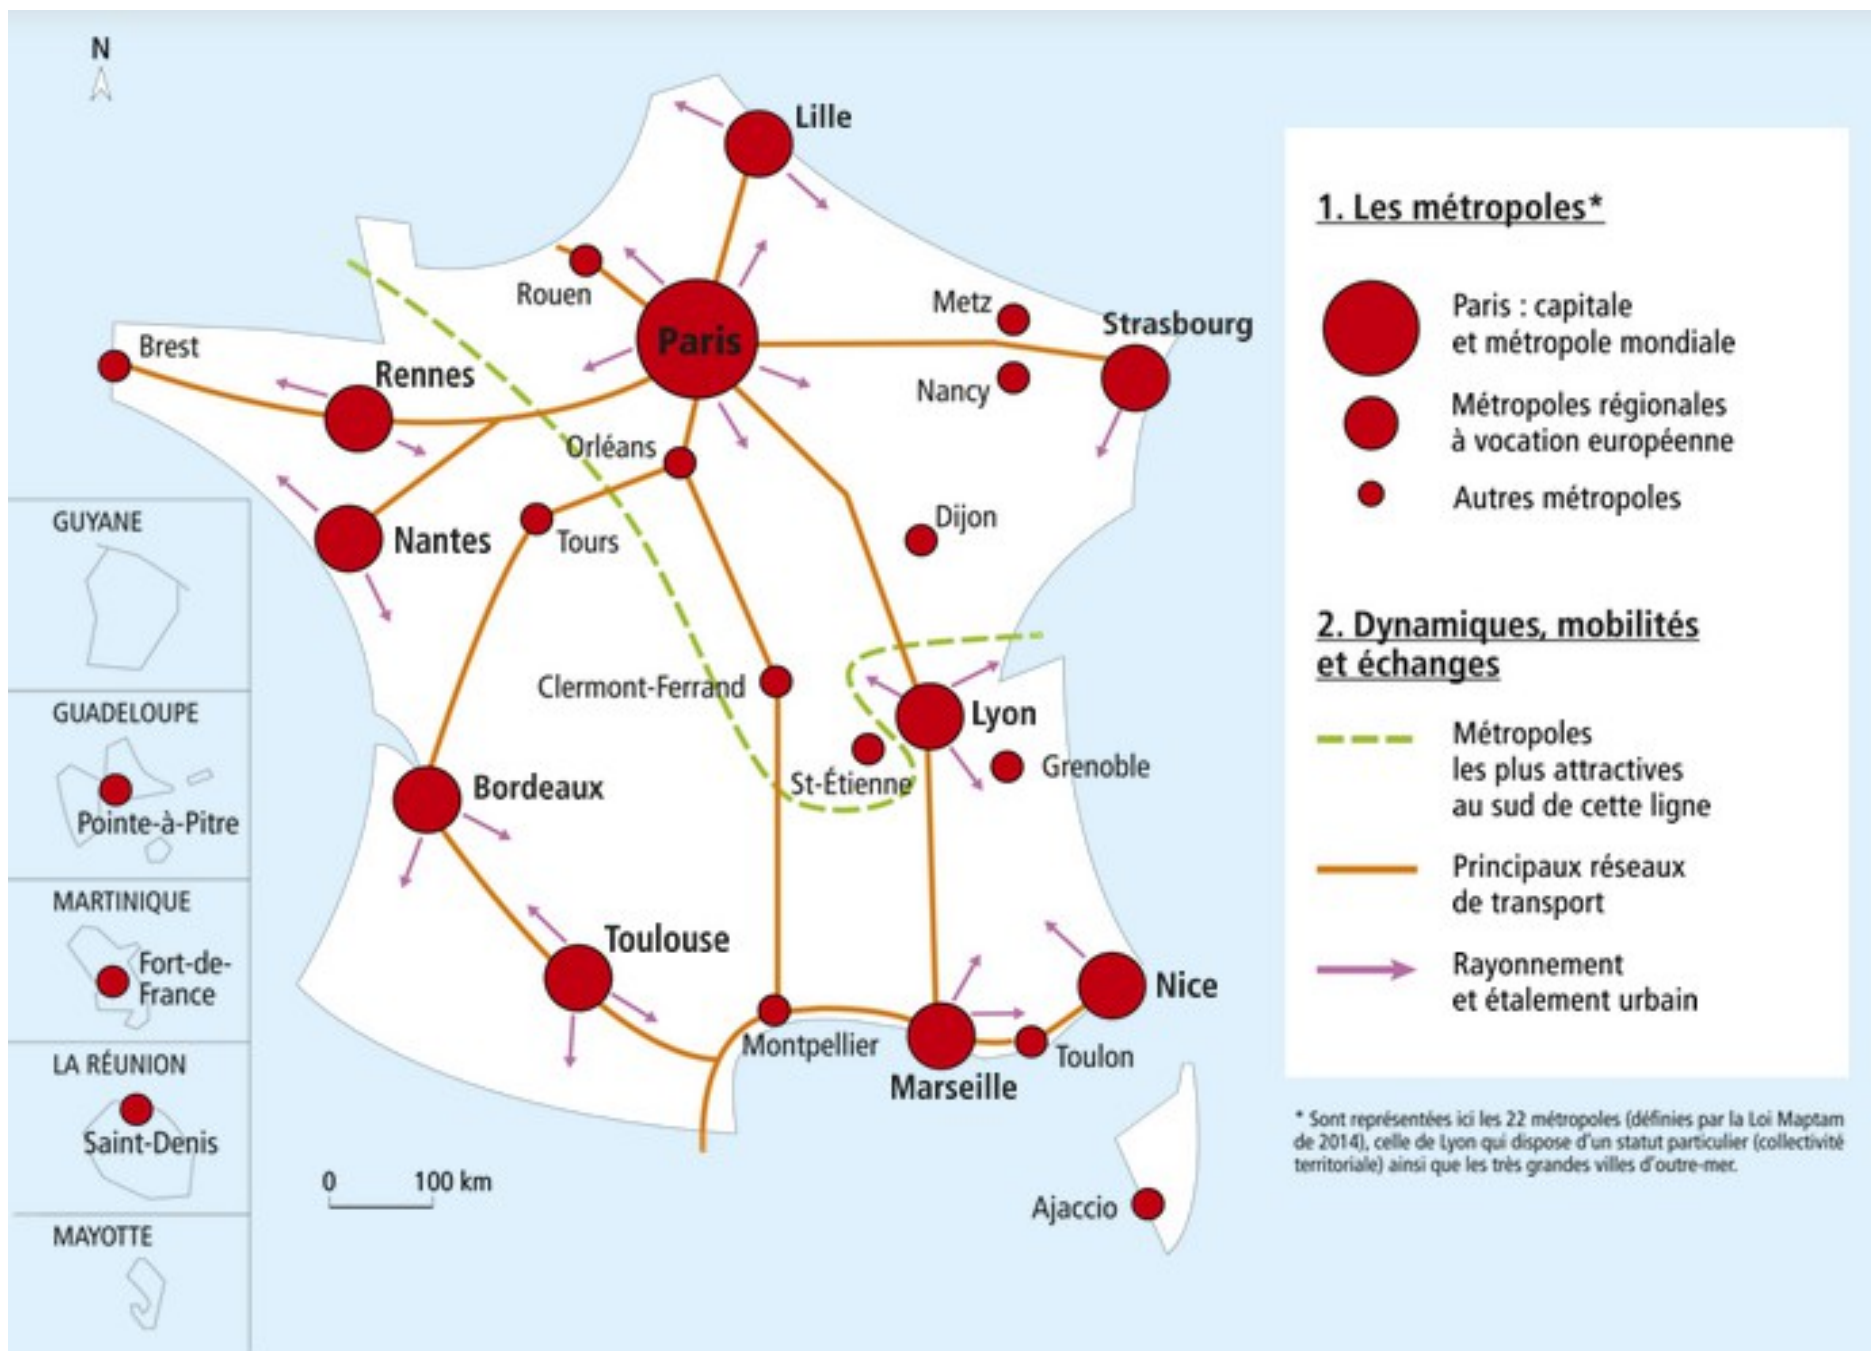 N
Lille
Rouen
Paris
Metz
Strasbourg
Nancy
Brest
Rennes
Orléans
Nantes
Tours
Dijon
Clermont-Ferrand
Lyon
St-Étienne
Grenoble
Bordeaux
Toulouse
Nice
Montpellier
Toulon
Marseille
Ajaccio
0 100 km
GUYANE
GUADELOUPE
Pointe-à-Pitre
MARTINIQUE
Fort-de-
France
LA RÉUNION
Saint-Denis
MAYOTTE
1. Les métropoles*
Paris : capitale
et métropole mondiale
Métropoles régionales
à vocation européenne
Autres métropoles
2. Dynamiques, mobilités
et échanges
Métropoles
les plus attractives
au sud de cette ligne
Principaux réseaux
de transport
Rayonnement
et étalement urbain
* Sont représentées ici les 22 métropoles (définies par la Loi Maptam
de 2014), celle de Lyon qui dispose d'un statut particulier (collectivité
territoriale) ainsi que les très grandes villes d'outre-mer.